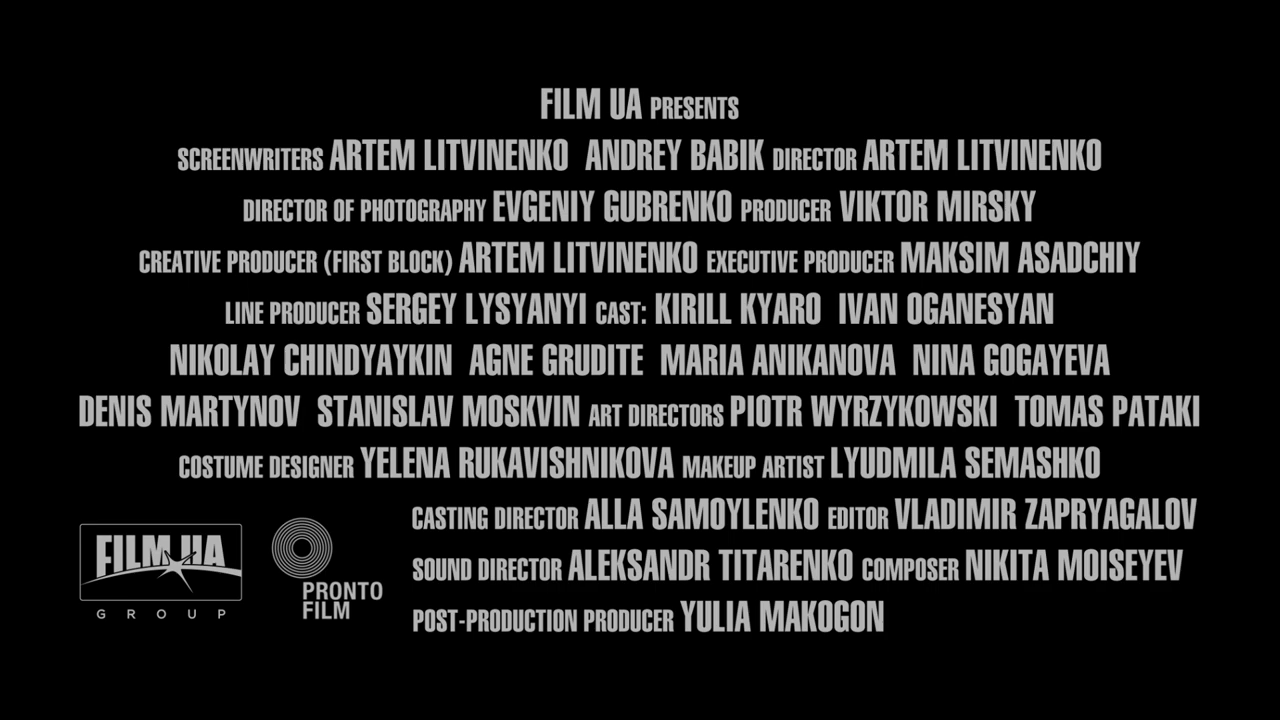 FILM UA PRESENTS
SCREENWRITERS ARTEM LITVINENKO ANDREY BABIK DIRECTOR ARTEM LITVINENKO
DIRECTOR OF PHOTOGRAPHY EVGENIY GUBRENKO PRODUCER VIKTOR MIRSKY
CREATIVE PRODUCER (FIRST BLOCK) ARTEM LITVINENKO EXECUTIVE PRODUCER MAKSIM ASADCHIY
LINE PRODUCER SERGEY LYSYANYI CAST: KIRILL KYARO IVAN OGANESYAN
NIKOLAY CHINDYAYKIN AGNE GRUDITE MARIA ANIKANOVA NINA GOGAYEVA
DENIS MARTYNOV STANISLAV MOSKVIN ART DIRECTORS PIOTR WYRZYKOWSKI TOMAS PATAKI
COSTUME DESIGNER YELENA RUKAVISHNIKOVA MAKEUP ARTIST LYUDMILA SEMASHKO
CASTING DIRECTOR ALLA SAMOYLENKO EDITOR VLADIMIR ZAPRYAGALOV
SOUND DIRECTOR ALEKSANDR TITARENKO COMPOSER NIKITA MOISEYEV
POST-PRODUCTION PRODUCER YULIA MAKOGON
FILM.UA
GROUP
PRONTO
FILM